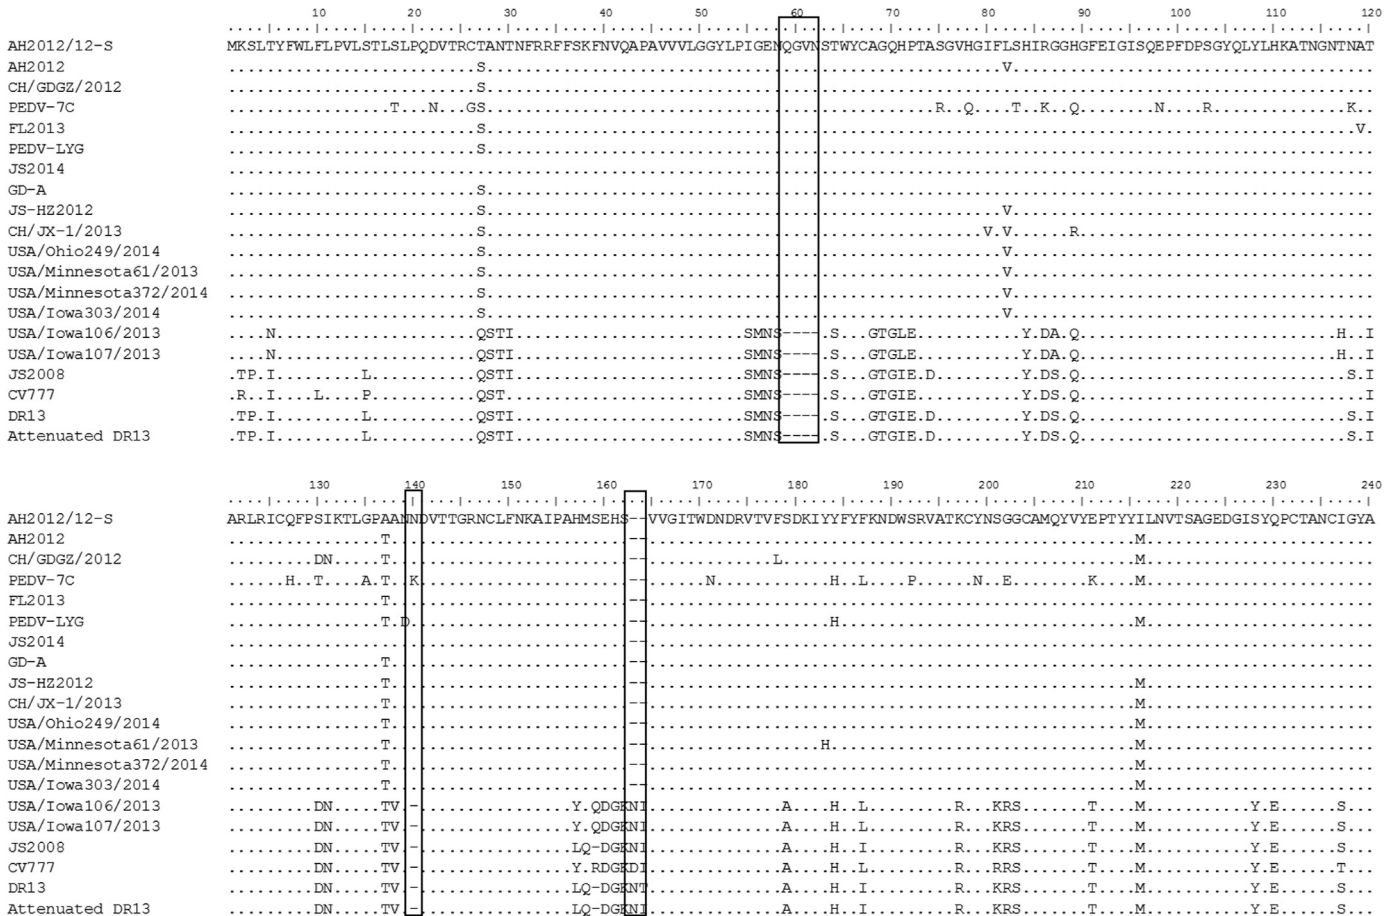 10 20 30 40 50 60 70 80 90 100 110 120
AH2012/12-S MKSLTYFWLFLPVLSTLSLPQDVTRCTANTNFRRFFSKFNVQAPAVVVLGGYLPIGENQGVNSTWYCAGQHPTASGVHGIFLSHIRGGHGFEIGISQEPFDPSGYQLYLHKATNGNTNAT
AH2012 ..........................S......................................................V......................................
CH/GDGZ/2012 ..........................S.............................................................................................
PEDV-7C .................T...N...GS...............................................R..Q....T..K..Q........N....R..............K..
FL2013 ..........................S...........................................................................................V.
PEDV-LYG ..........................S.............................................................................................
JS2014 ........................................................................................................................
GD-A ..........................S.............................................................................................
JS-HZ2012 ..........................S......................................................V......................................
CH/JX-1/2013 ..........................S....................................................V.V......R...............................
USA/Ohio249/2014 ..........................S......................................................V......................................
USA/Minnesota61/2013 ..........................S......................................................V......................................
USA/Minnesota372/2014 ..........................S......................................................V......................................
USA/Iowa303/2014 ..........................S......................................................V......................................
USA/Iowa106/2013 ....N.....................QSTI........................SMNS----.S...GTGLE...........Y.DA.Q...........................H..I
USA/Iowa107/2013 ....N.....................QSTI........................SMNS----.S...GTGLE...........Y.DA.Q...........................H..I
JS2008 .TP.I.........L...........QSTI........................SMNS----.S...GTGIE.D.........Y.DS.Q............................S.I
CV777 .R..I....L....P...........QST.........................SMNS----.S...GTGIE...........Y.DS.Q..............................I
DR13 .TP.I.........L...........QSTI........................SMNS----.S...GTGIE.D.........Y.DS.Q............................S.I
Attenuated DR13 .TP.I.........L...........QSTI........................SMNS----.S...GTGIE.D.........Y.DS.Q............................S.I
130 140 150 160 170 180 190 200 210 220 230 240
AH2012/12-S ARLRICQFPSIKTLGPAANNDVTTGRNCLFNKAIPAHMSEHS--VVGITWDNDRVTVFSDKIYYFYFKNDWSRVATKCYNSGGCAMQYVYEPTYYILNVTSAGEDGISYQPCTANCIGYA
AH2012 ................T.........................--...................................................M........................
CH/GDGZ/2012 .........DN.....T.........................--.............L.....................................M........................
PEDV-7C ......H..T....A.T..K......................--......N............H..L....P......N..E........K....M........................
FL2013 ................T.........................--............................................................................
PEDV-LYG ................T.D.......................--...................H...............................M........................
JS2014 ..........................................--............................................................................
GD-A ................T.........................--............................................................................
JS-HZ2012 ................T.........................--...................................................M........................
CH/JX-1/2013 ................T.........................--...................................................M........................
USA/Ohio249/2014 ................T.........................--...................................................M........................
USA/Minnesota61/2013 ................T.........................--..................H................................M........................
USA/Minnesota372/2014 ................T.........................--...................................................M........................
USA/Iowa303/2014 ................T.........................--...................................................M........................
USA/Iowa106/2013 .........DN.....TV.-................Y.QDGKNI..............A....H..L.........R...KRS.......T....M...........Y.E......S...
USA/Iowa107/2013 .........DN.....TV.-................Y.QDGKNI..............A....H..L.........R...KRS.......T....M...........Y.E......S...
JS2008 .........DN.....TV.-................LQ-DGKNI..............A....H..I.........R...KRS.......T....M...........Y.E......S...
CV777 .........DN.....TV.-................Y.RDGKDI..............A....H..L.........R...RRS.......T....M...........Y.E......T...
DR13 .........DN.....TV.-................LQ-DGKNT..............A....H..I.........R...KRS.......T....M...........Y.E......S...
Attenuated DR13 .........DN.....TV.-................LQ-DGKNI..............A....H..I.........R...KRS.......T....M...........Y.E......S...